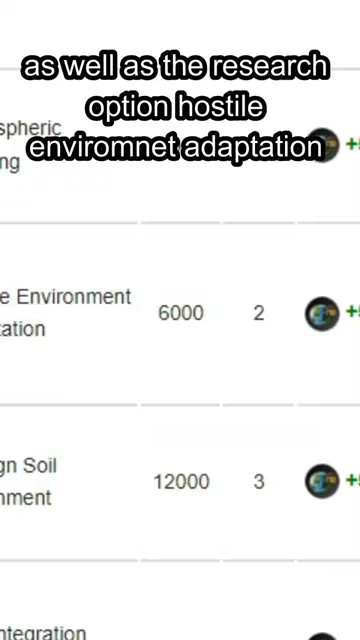 as well as the research
option hostile
enviromnet adaptation
spheric
ng
e Environment
tation
6000
2
gn Soil
nment
12000
3
ntegration